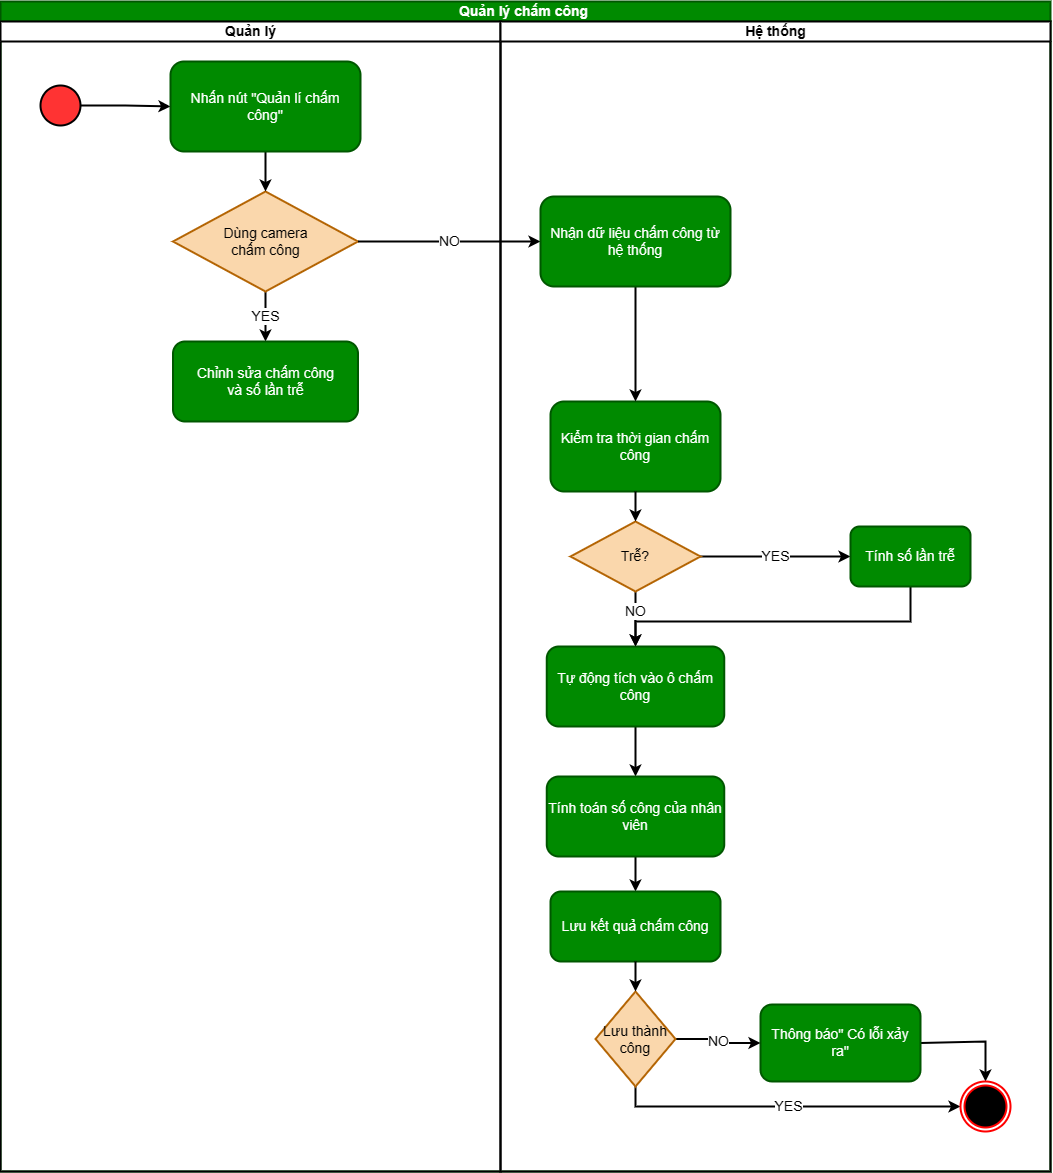 Quản lý chấm công
Quản lý
Hệ thống
Nhấn nút "Quản lí chấm
công"
Dùng camera
chấm công
NO
Nhận dữ liệu chấm công từ
hệ thống
YES
Chỉnh sửa chấm công
và số lần trễ
Kiểm tra thời gian chấm
công
Trễ?
YES
Tính số lần trễ
NO
Tự động tích vào ô chấm
công
Tính toán số công của nhân
viên
Lưu kết quả chấm công
Lưu thành
công
NO
Thông báo" Có lỗi xảy
ra"
YES